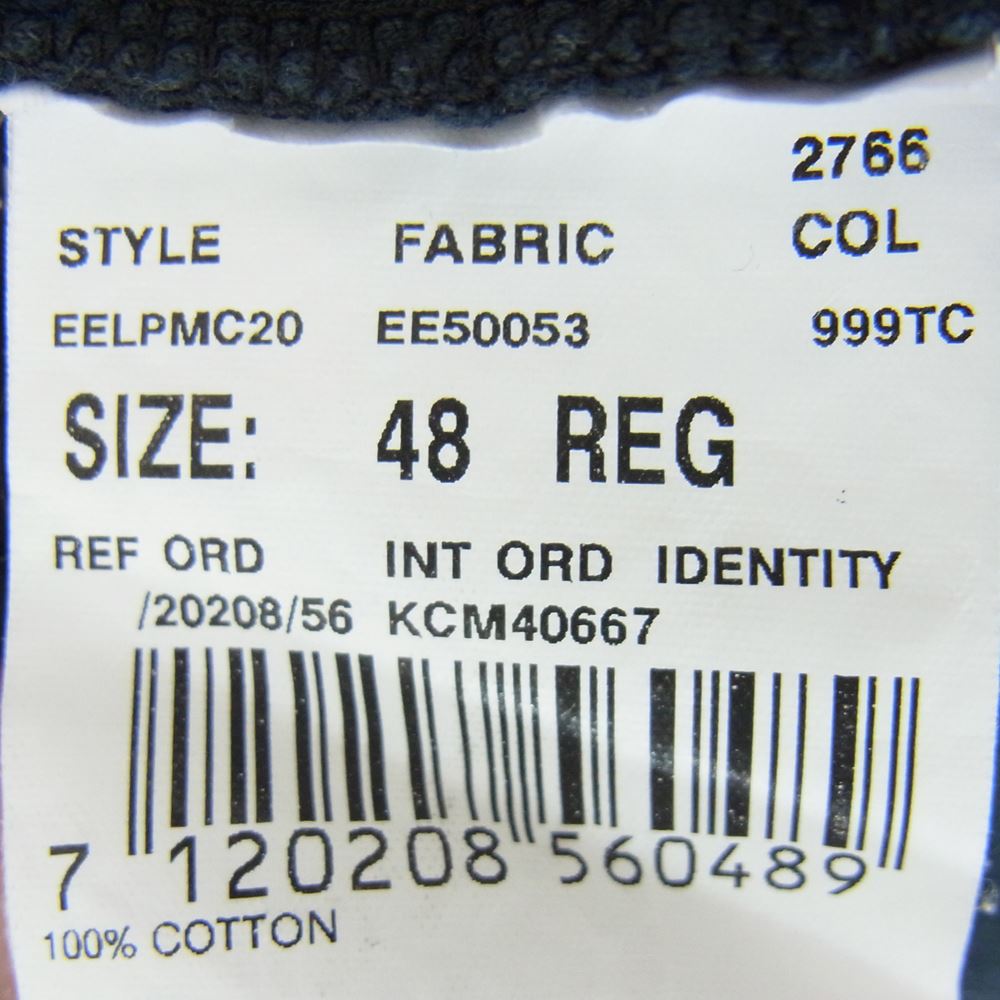 2766
STYLE FABRIC COL
EELPMC20 EE50053 999TC
SIZE: 48 REG
REF ORD INT ORD IDENTITY
/20208/56 KCM40667
7 120208 560489
100% COTTON